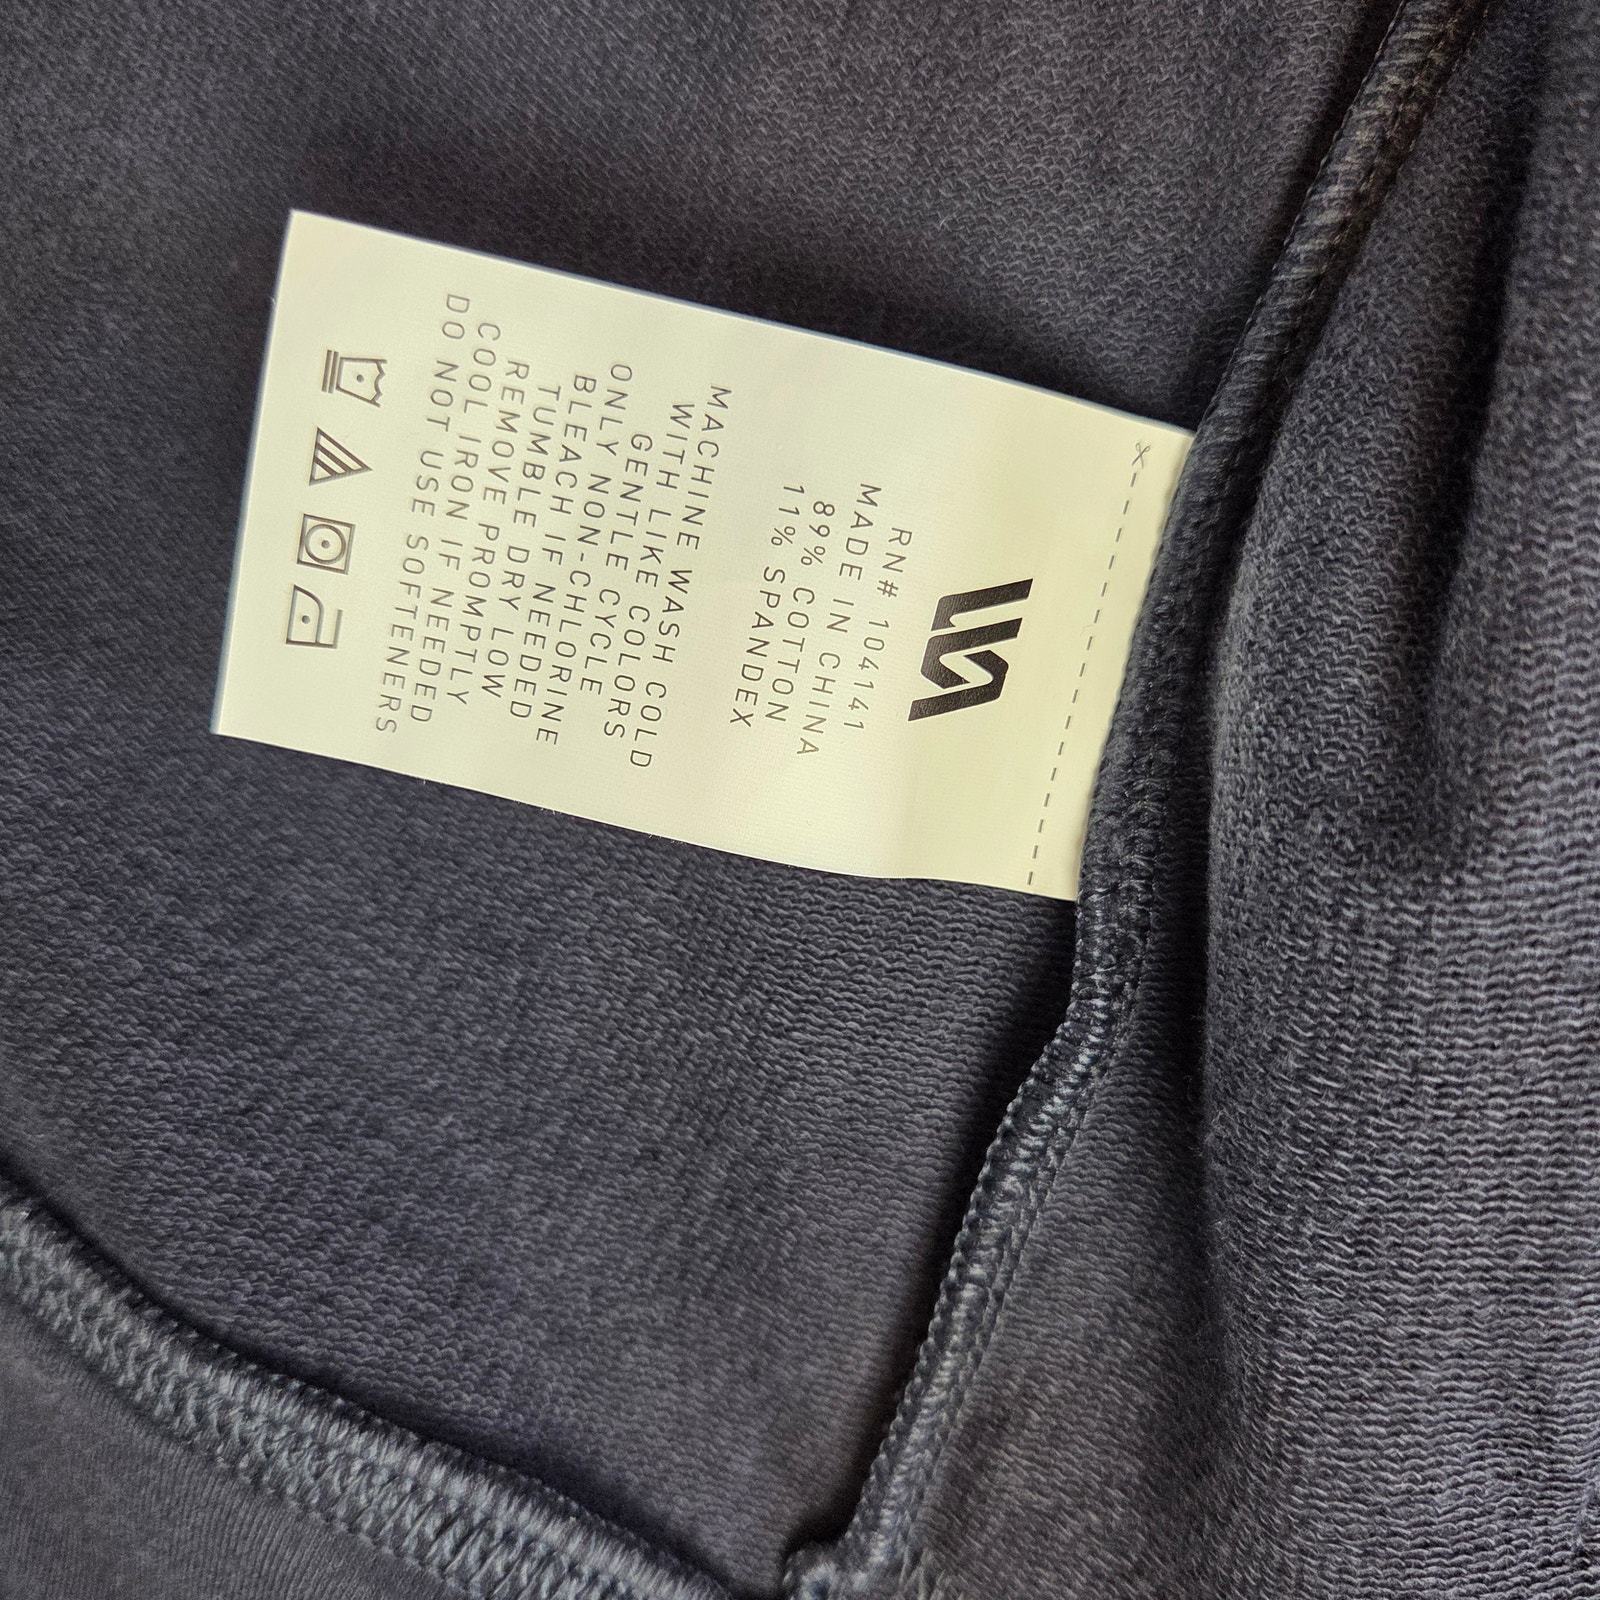 RN# 104141
MADE IN CHINA
89% COTTON
11% SPANDEX
MACHINE WASH COLD
WITH LIKE COLORS
GENTLE CYCLE
ONLY NON-CHLORINE
BLEACH IF NEEDED
TUMBLE DRY LOW
REMOVE PROMPTLY
COOL IRON IF NEEDED
DO NOT USE SOFTENERS